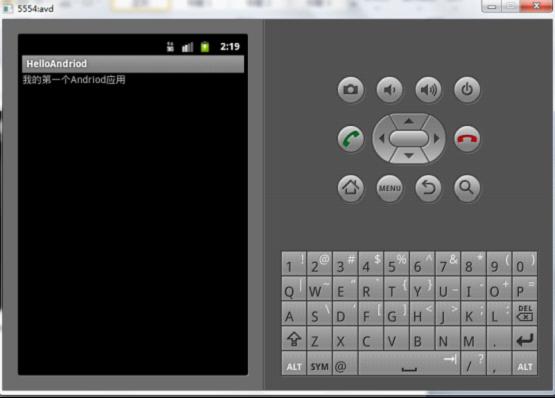 5554:avd
2:19
HelloAndriod
我的第一个Andriod应用
MENU
1 ! 2 @ 3 # 4 $ 5 % 6 ^ 7 & 8 * 9 ( 0 )
Q | W ~ E " R ` T { Y } U _ I - O + P =
A S \ D ' F [ G ] H < J > K ; L : DEL
Z X C V B N M .
ALT SYM @ / ? , ALT